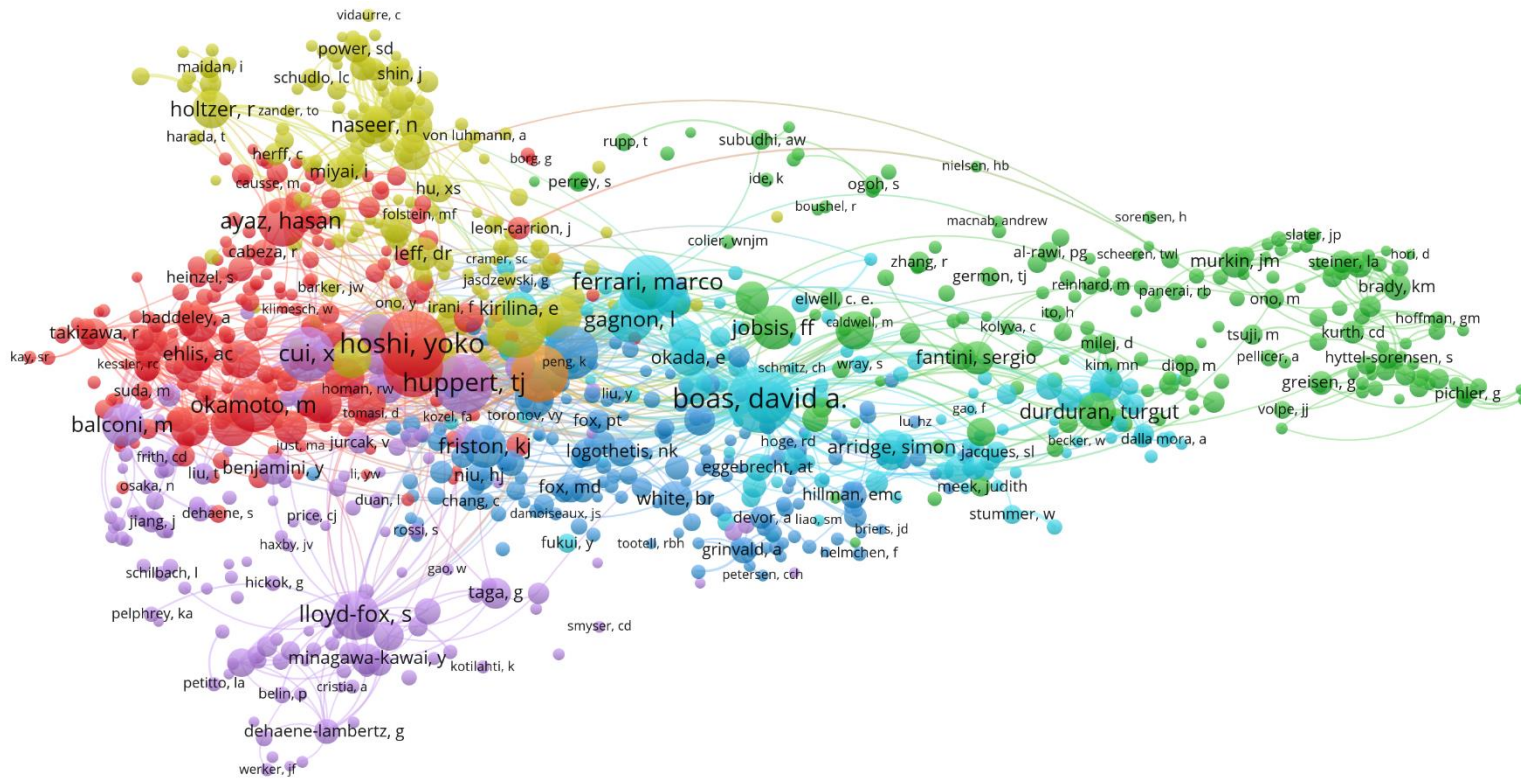 vidaurre, c
power, sd
maidan, i
schudlo, lc
shin, j
holtzer, r
zander, to
naseer, n
harada, t
von luhmann, a
rupp, t
subudhi, aw
herff, c
borg, g
nielsen, hb
causse, m
miyai, i
perrey, s
ide, k
ogoh, s
hu, xs
boushel, r
ayaz, hasan
folstein, mf
sorensen, h
leon-carrion, j
macnab, andrew
slater, jp
colier, wnjm
cabeza, r
leff, dr
cramer, sc
al-rawi, pg
scheeren, twl
hori, d
zhang, r
murkin, jm
steiner, la
heinzel, s
jasdzewski, g
ferrari, marco
germon, tj
barker, jw
reinhard, m
panerai, rb
brady, km
klimesch, w
ono, y
irani, f
kirilina, e
elwell, c. e.
ono, m
baddeley, a
gagnon, l
caldwell, m
ito, h
hoffman, gm
takizawa, r
jobsis, ff
kolyva, c
kurth, cd
hoshi, yoko
milej, d
tsuji, m
kay, sr
ehlis, ac
cui, x
okada, e
wray, s
fantini, sergio
kim, mn
diop, m
pellicer, a
hyttel-sorensen, s
kessler, rc
peng, k
schmitz, ch
huppert, tj
greisen, g
suda, m
homan, rw
liu, y
pichler, g
okamoto, m
tomasi, d
kozel, fa
toronov, vy
boas, david a.
gao, f
durduran, turgut
volpe, jj
balconi, m
fox, pt
lu, hz
just, ma
jurcak, v
friston, kj
logothetis, nk
hoge, rd
arridge, simon
becker, w
dalla mora, a
frith, cd
jacques, sl
liu, t
benjamini, y
li, yw
niu, hj
eggebrecht, at
osaka, n
fox, md
meek, judith
duan, l
chang, c
white, br
hillman, emc
jiang, j
dehaene, s
price, cj
damoiseaux, js
stummer, w
devor, a
liao, sm
rossi, s
briers, jd
haxby, jv
fukui, y
tootell, rbh
grinvald, a
helmchen, f
schilbach, l
hickok, g
gao, w
petersen, cch
taga, g
pelphrey, ka
lloyd-fox, s
smyser, cd
minagawa-kawai, y
kotilahti, k
petitto, la
cristia, a
belin, p
dehaene-lambertz, g
werker, jf